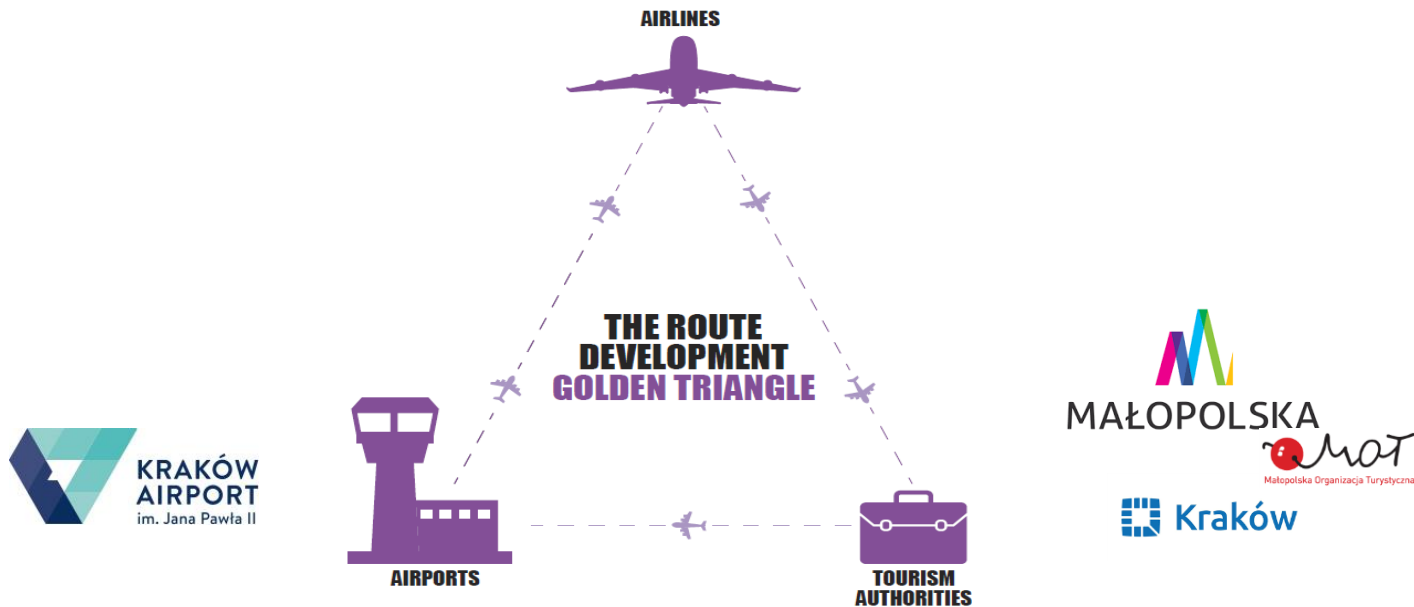 AIRLINES
THE ROUTE
DEVELOPMENT
GOLDEN TRIANGLE
AIRPORTS
TOURISM
AUTHORITIES
KRAKÓW
AIRPORT
im. Jana Pawła II
MAŁOPOLSKA
MOT
Małopolska Organizacja Turystyczna
Kraków